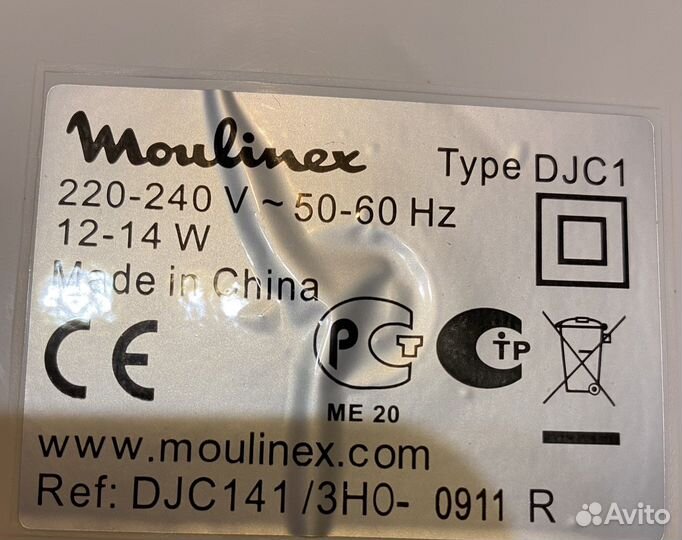 Moulinex Type DJC1
220-240 V ~ 50-60 Hz
12-14 W
Made in China
CE PCT CTP
ME 20
www.moulinex.com
Ref: DJC141 /3H0- 0911 R
Avito